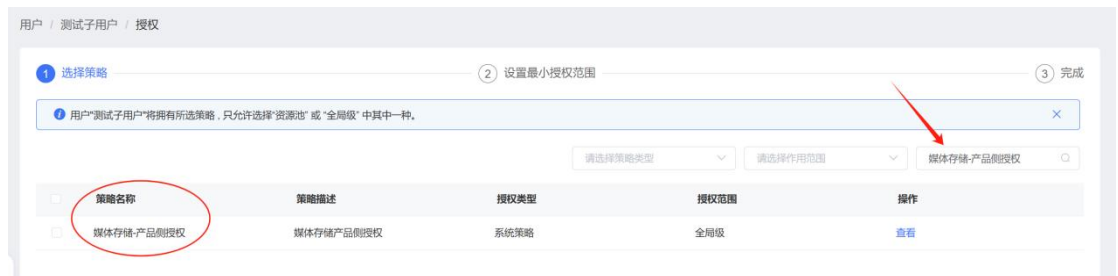 用户 / 测试子用户 / 授权
1 选择策略 2 设置最小授权范围 3 完成
用户"测试子用户"将拥有所选策略，只允许选择"资源池" 或 "全局级" 中其中一种。
请选择策略类型 请选择作用范围 媒体存储-产品侧授权
策略名称 策略描述 授权类型 授权范围 操作
媒体存储-产品侧授权 媒体存储产品侧授权 系统策略 全局级 查看